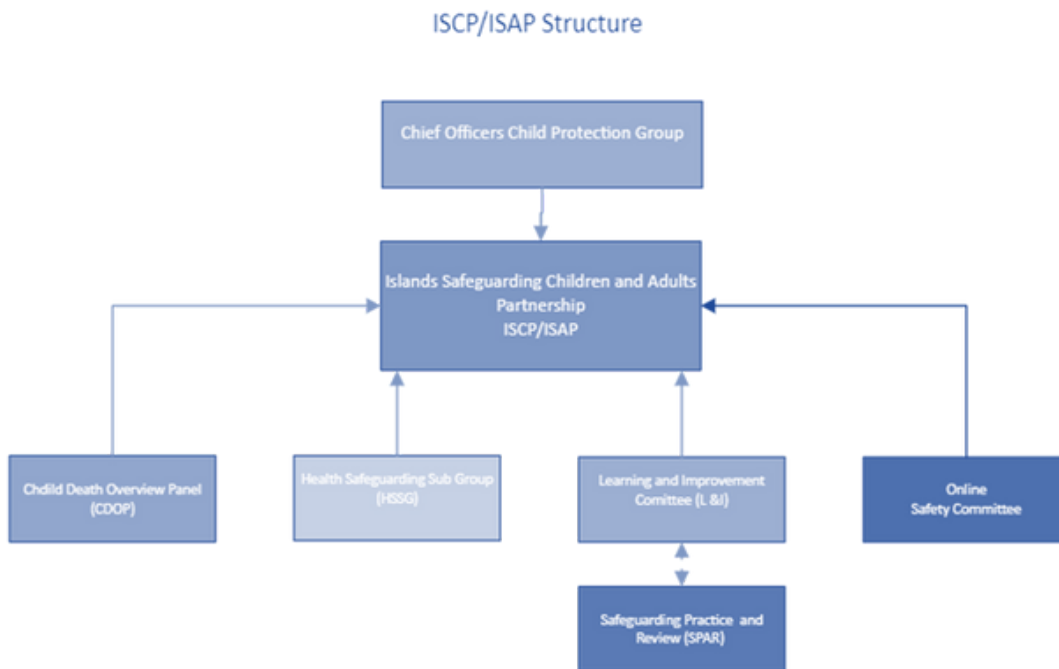 ISCP/ISAP Structure
Chief Officers Child Protection Group
Islands Safeguarding Children and Adults
Partnership
ISCP/ISAP
Chdild Death Overview Panel
(CDOP)
Health Safeguarding Sub Group
(HSSG)
Learning and Improvement
Comittee (L &I)
Online
Safety Committee
Safeguarding Practice and
Review (SPAR)